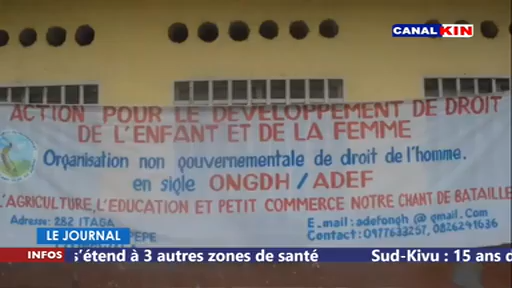 CANAL KIN
ACTION POUR LE DEVELOPPEMENT DE DROIT
DE L'ENFANT ET DE LA FEMME
Organisation non gouvernementale de droit de l'homme.
en sigle ONGDH/ADEF
L'AGRICULTURE, L'EDUCATION ET PETIT COMMERCE NOTRE CHANT DE BATAILLE
Adresse: 282 ITAGA
E_mail: adefongh @ gmail.Com
Contact: 0977633257, 0826241636
LE JOURNAL
INFOS s'étend à 3 autres zones de santé Sud-Kivu : 15 ans d